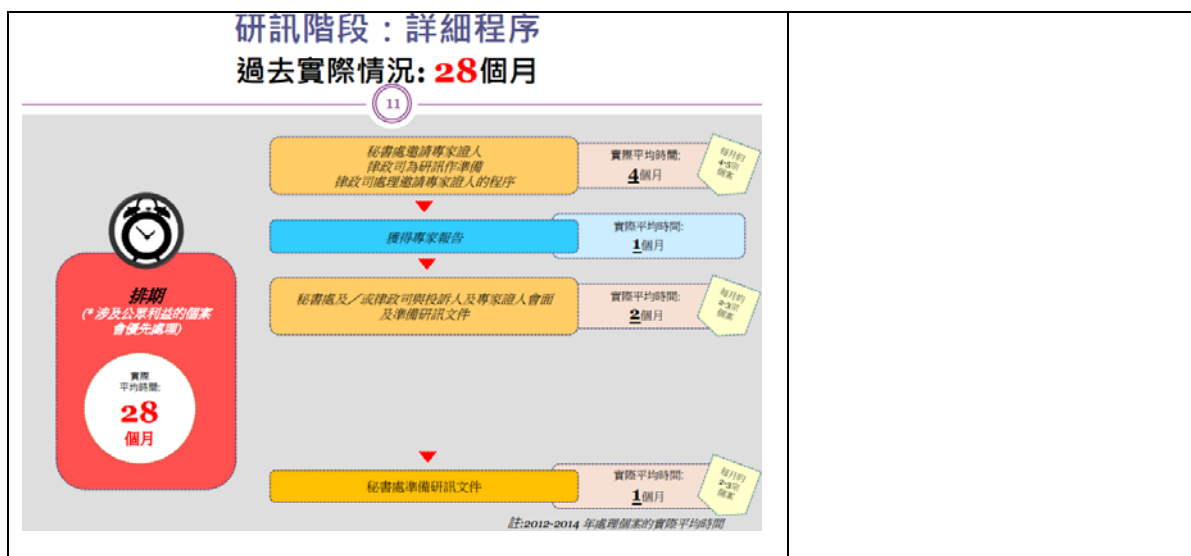 研訊階段：詳細程序
過去實際情況: 28個月
11
秘書處邀請專家證人
律政司為研訊作準備
律政司處理邀請專家證人的程序
實際平均時間:
4個月
每月約
4-5宗
個案
獲得專家報告
實際平均時間:
1個月
排期
(* 涉及公眾利益的個案
會優先處理)
實際
平均時間:
28
個月
秘書處及／或律政司與投訴人及專家證人會面
及準備研訊文件
實際平均時間:
2個月
每月約
2-3宗
個案
秘書處準備研訊文件
實際平均時間:
1個月
每月約
2-3宗
個案
註:2012-2014 年處理個案的實際平均時間